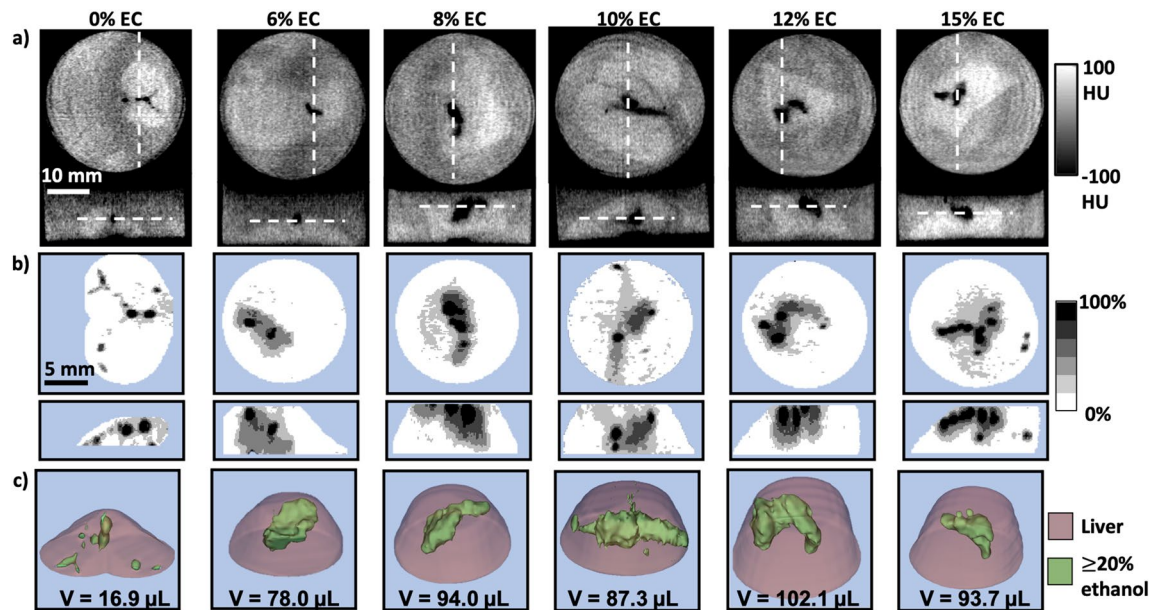 0% EC 6% EC 8% EC 10% EC 12% EC 15% EC
a)
100
HU
-100
HU
10 mm
b)
100%
0%
5 mm
c)
Liver
≥20%
ethanol
V = 16.9 µL V = 78.0 µL V = 94.0 µL V = 87.3 µL V = 102.1 µL V = 93.7 µL